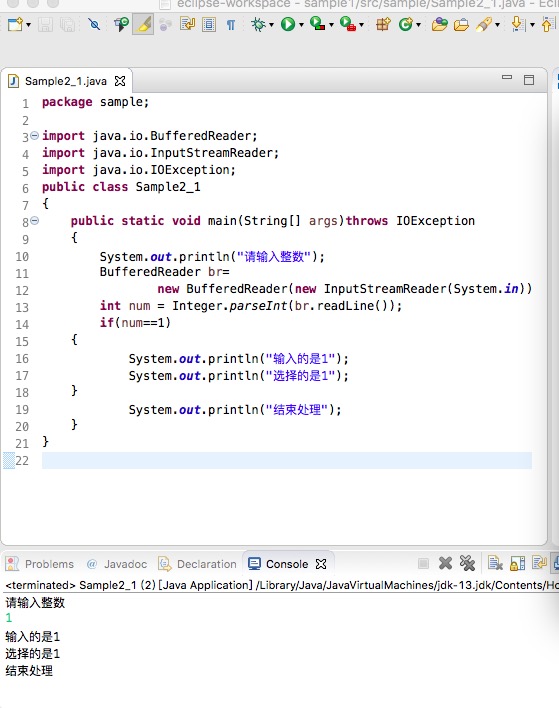 eclipse-workspace - sample1/src/sample/Sample2_1.java - Ecl
Sample2_1.java
1 package sample;
2
3 import java.io.BufferedReader;
4 import java.io.InputStreamReader;
5 import java.io.IOException;
6 public class Sample2_1
7 {
8 public static void main(String[] args)throws IOException
9 {
10 System.out.println("请输入整数");
11 BufferedReader br=
12 new BufferedReader(new InputStreamReader(System.in))
13 int num = Integer.parseInt(br.readLine());
14 if(num==1)
15 {
16 System.out.println("输入的是1");
17 System.out.println("选择的是1");
18 }
19 System.out.println("结束处理");
20 }
21 }
22
Problems @ Javadoc Declaration Console
<terminated> Sample2_1 (2) [Java Application] /Library/Java/JavaVirtualMachines/jdk-13.jdk/Contents/Ho
请输入整数
1
输入的是1
选择的是1
结束处理